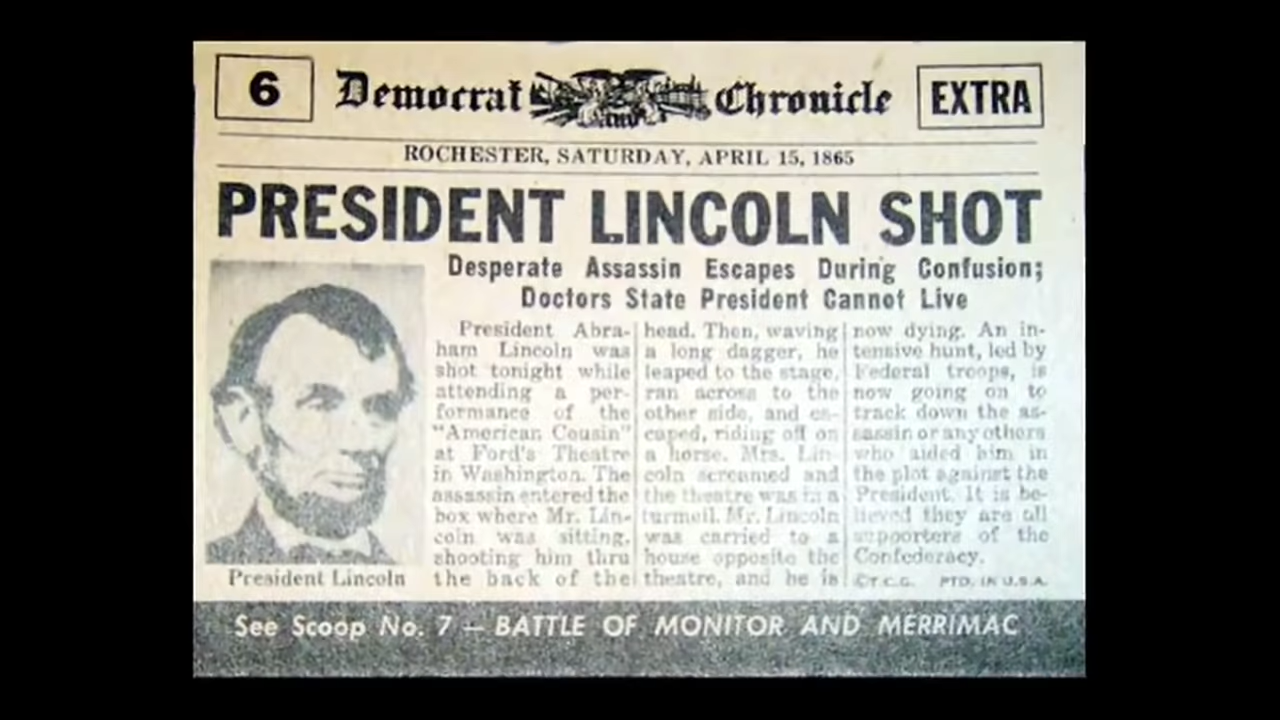 6
Democrat and Chronicle
EXTRA
ROCHESTER, SATURDAY, APRIL 15, 1865
PRESIDENT LINCOLN SHOT
Desperate Assassin Escapes During Confusion;
Doctors State President Cannot Live
President Lincoln
President Abra-
ham Lincoln was
shot tonight while
attending a per-
formance of the
"American Cousin"
at Ford's Theatre
in Washington. The
assassin entered the
box where Mr. Lin-
coln was sitting,
shooting him thru
the back of the
head. Then, waving
a long dagger, he
leaped to the stage,
ran across to the
other side, and es-
caped, riding off on
a horse. Mrs. Lin-
coln screamed and
the theatre was in a
turmoil. Mr. Lincoln
was carried to a
house opposite the
theatre, and he is
now dying. An in-
tensive hunt, led by
Federal troops, is
now going on to
track down the as-
sassin or any others
who aided him in
the plot against the
President. It is be-
lieved they are all
supporters of the
Confederacy.
©T.C.G. PTD. IN U.S.A.
See Scoop No. 7 — BATTLE OF MONITOR AND MERRIMAC